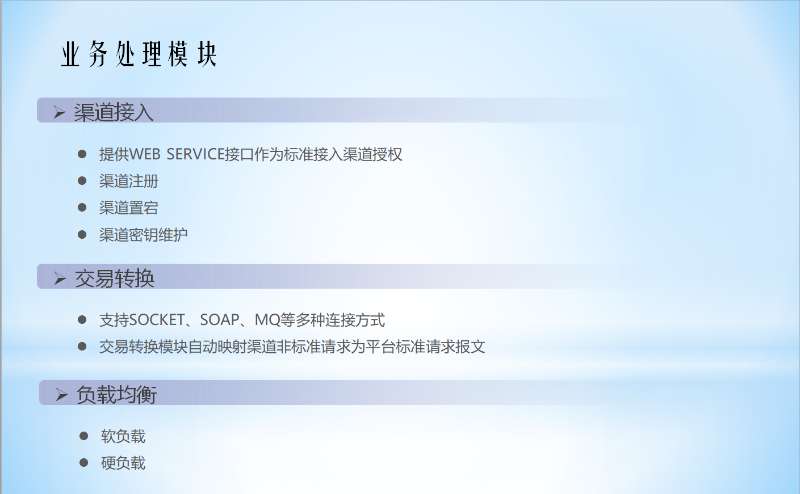 业务处理模块
渠道接入
提供WEB SERVICE接口作为标准接入渠道授权
渠道注册
渠道置宕
渠道密钥维护
交易转换
支持SOCKET、SOAP、MQ等多种连接方式
交易转换模块自动映射渠道非标准请求为平台标准请求报文
负载均衡
软负载
硬负载